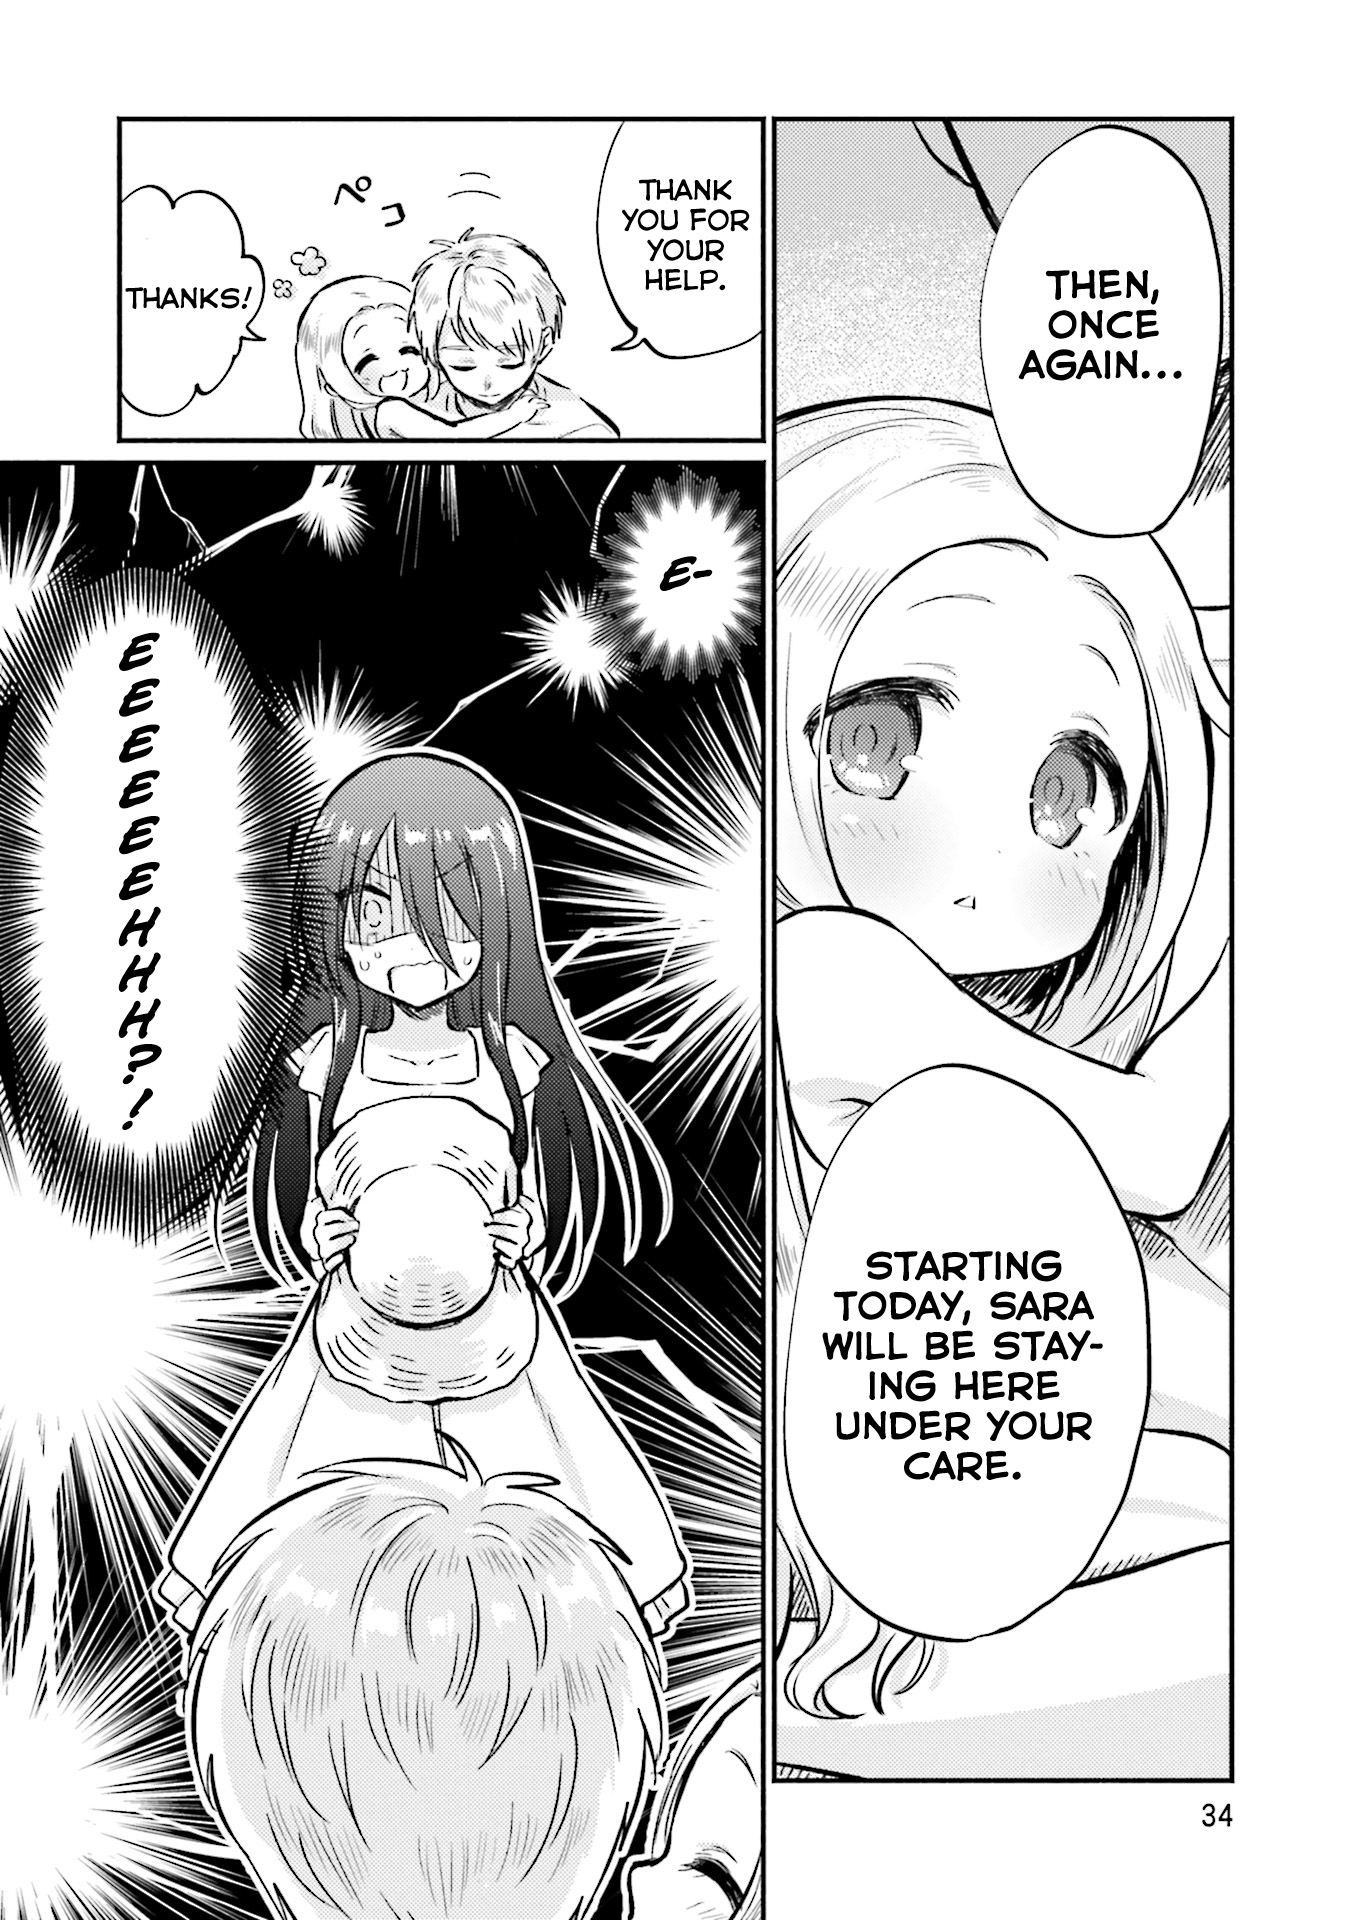 THEN,
ONCE
AGAIN...
STARTING
TODAY, SARA
WILL BE STAY-
ING HERE
UNDER YOUR
CARE.
THANK
YOU FOR
YOUR
HELP.
ペコ
THANKS!
E-
EEEEEEHHH?!
34